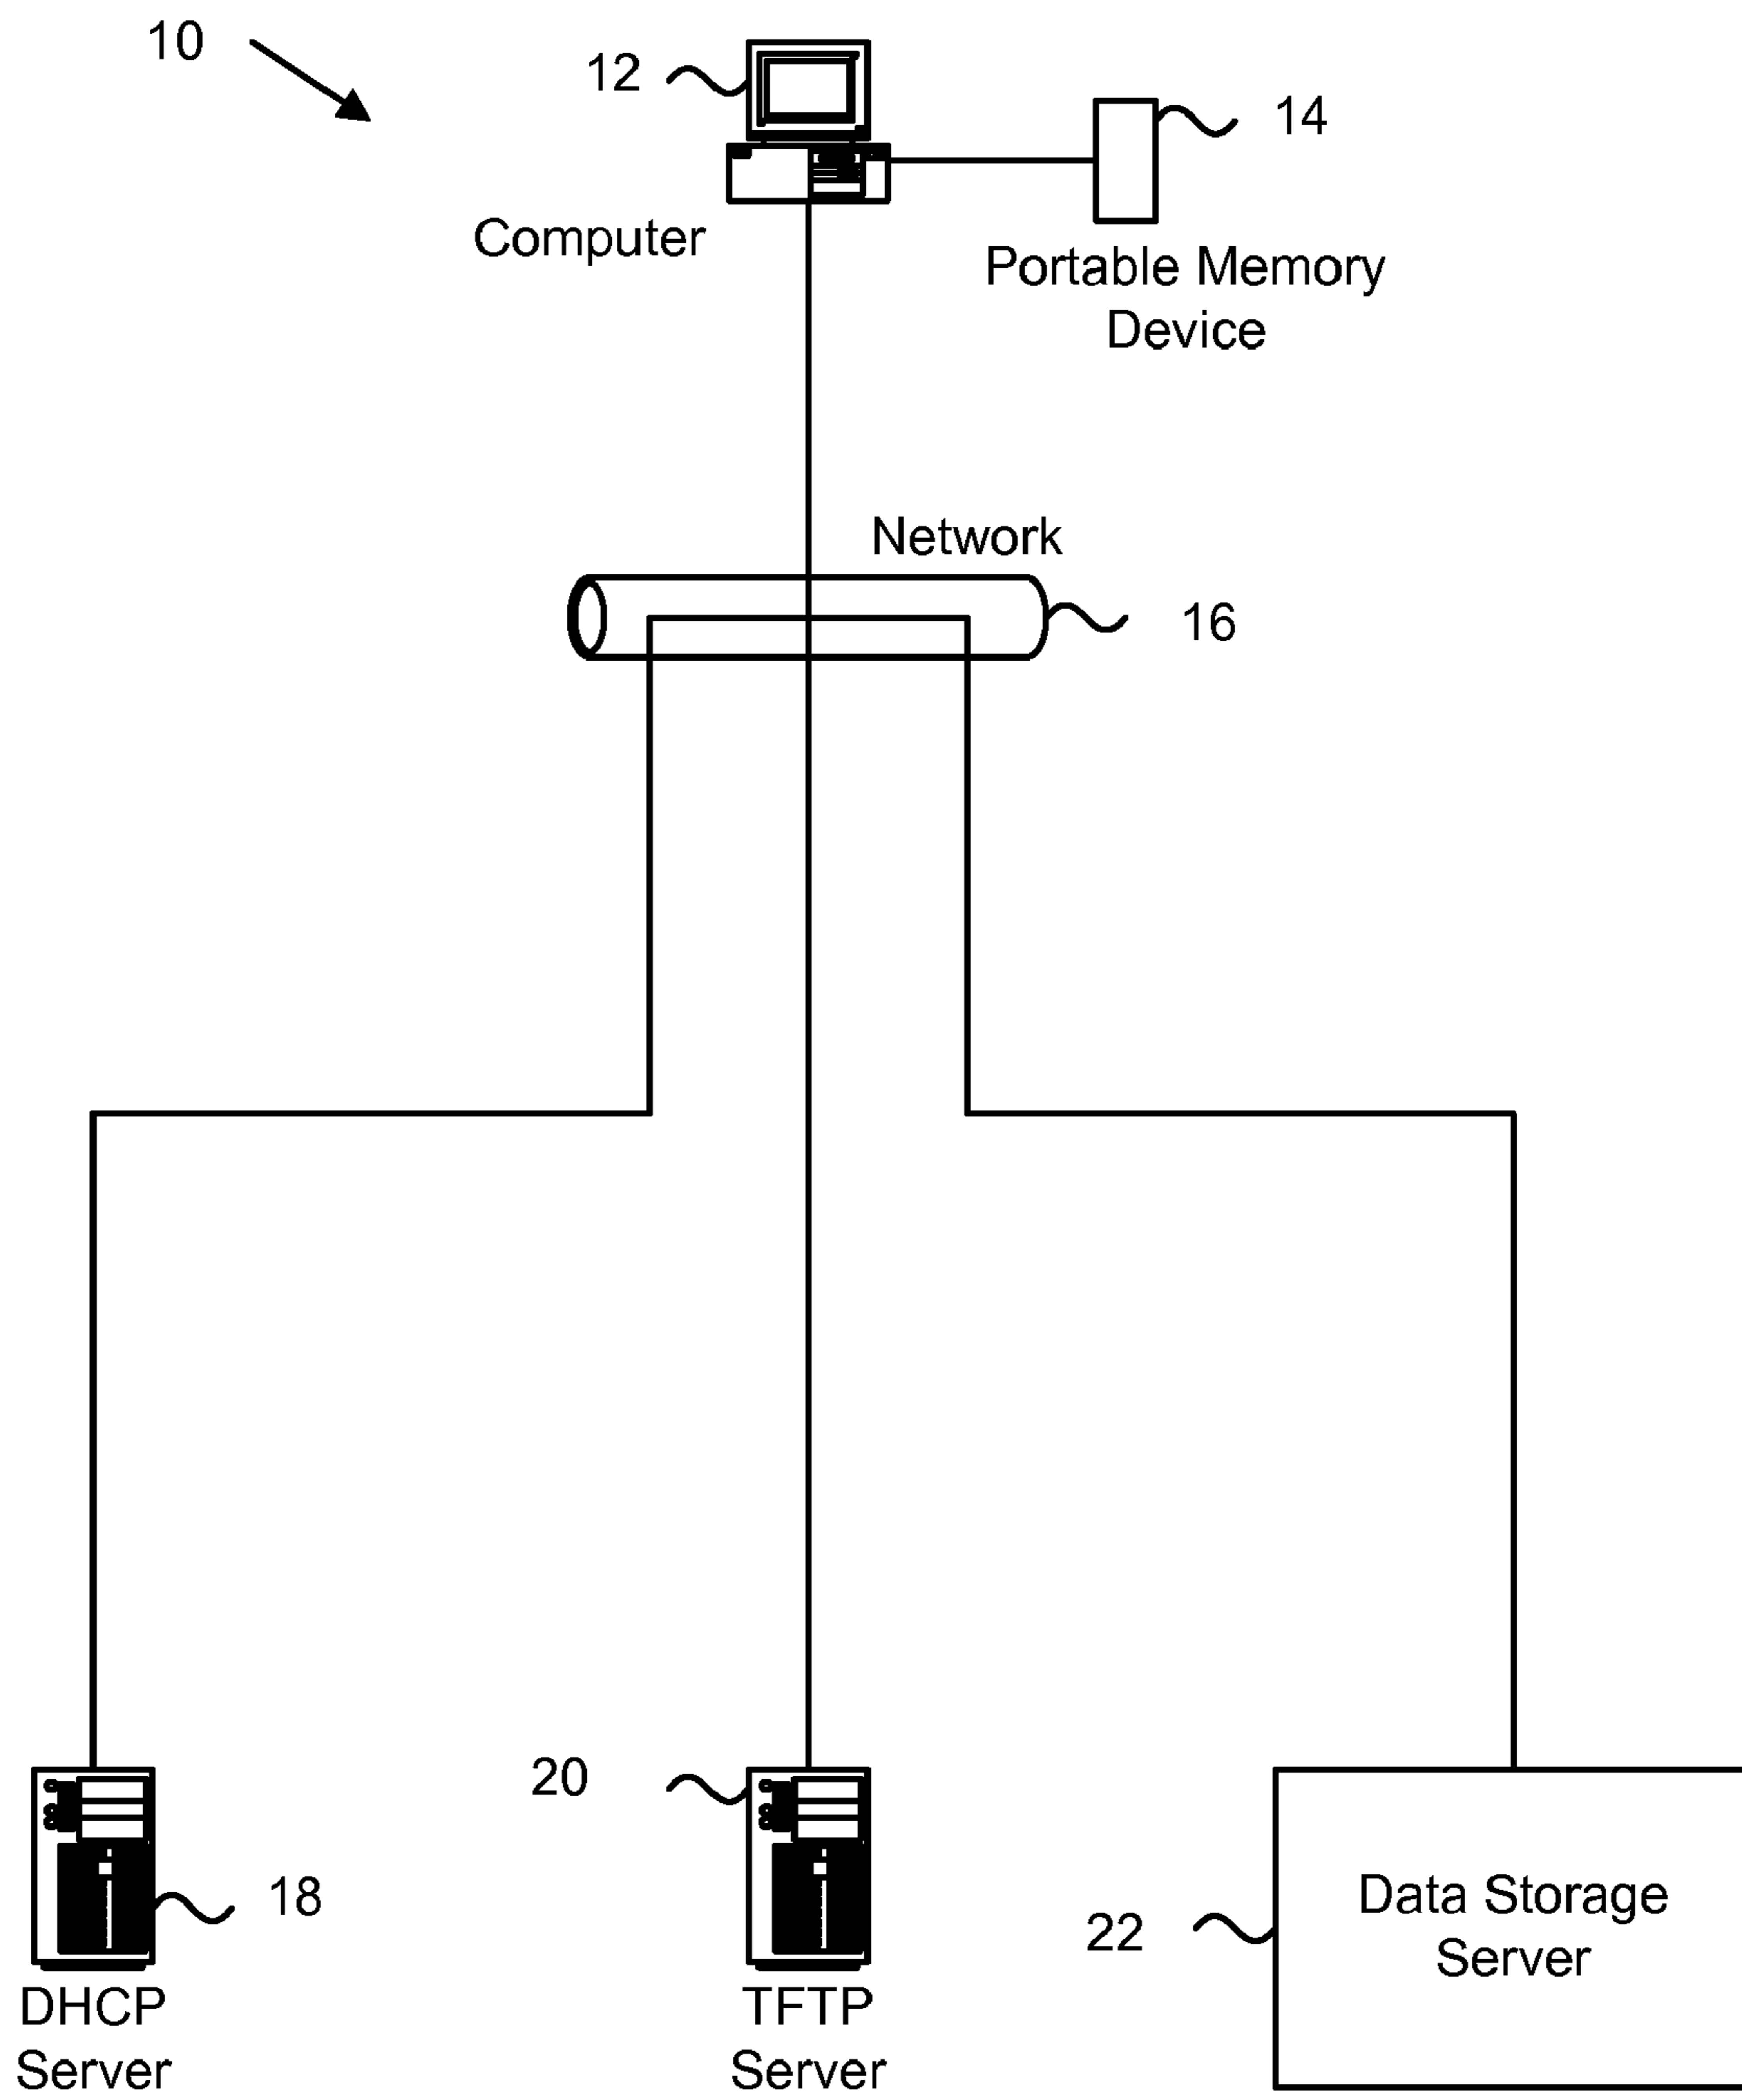 10
12
14
Computer
Portable Memory
Device
Network
16
20
18
22
Data Storage
Server
DHCP
Server
TFTP
Server